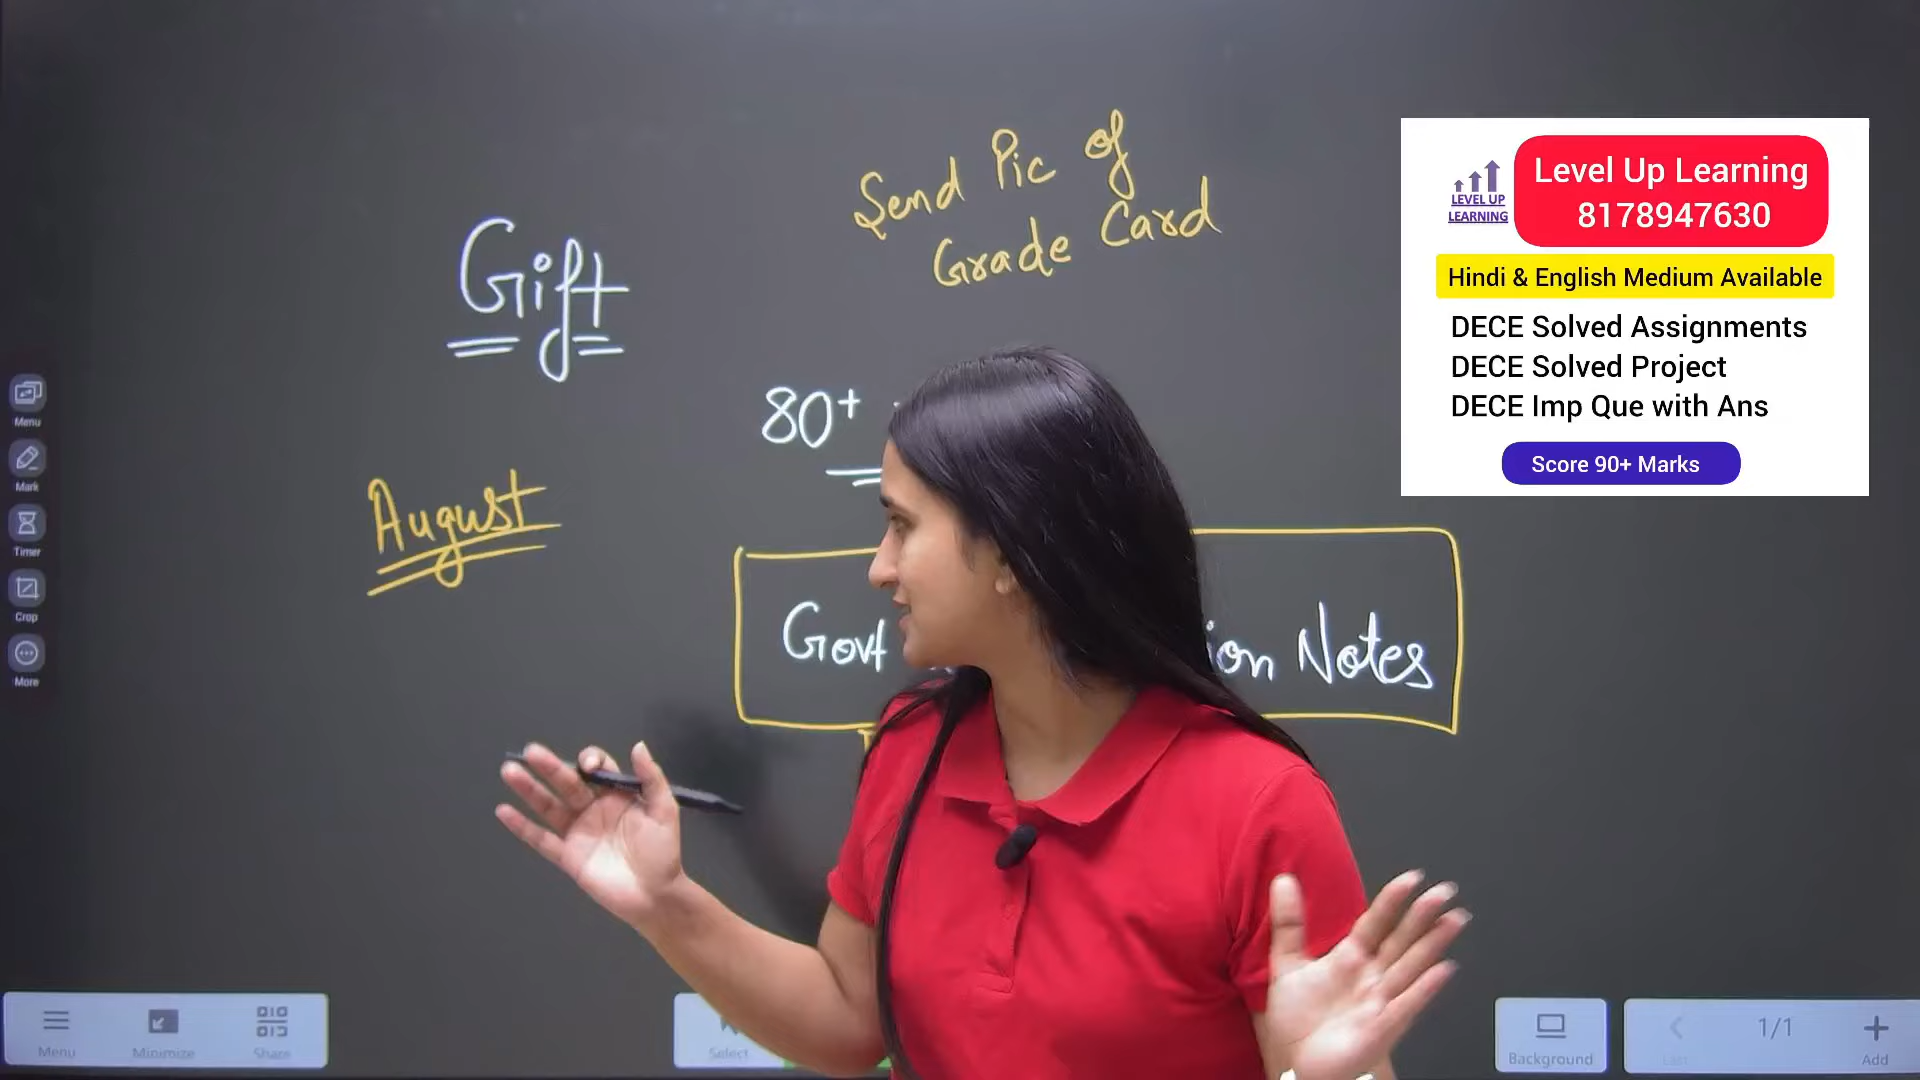 Send Pic of
Grade Card
Gift
80+
August
Govt
Notes
LEVEL UP
LEARNING
Level Up Learning
8178947630
Hindi & English Medium Available
DECE Solved Assignments
DECE Solved Project
DECE Imp Que with Ans
Score 90+ Marks
Menu
Mark
Timer
Crop
More
Menu
Minimize
Share
Select
Background
Last
1/1
Add